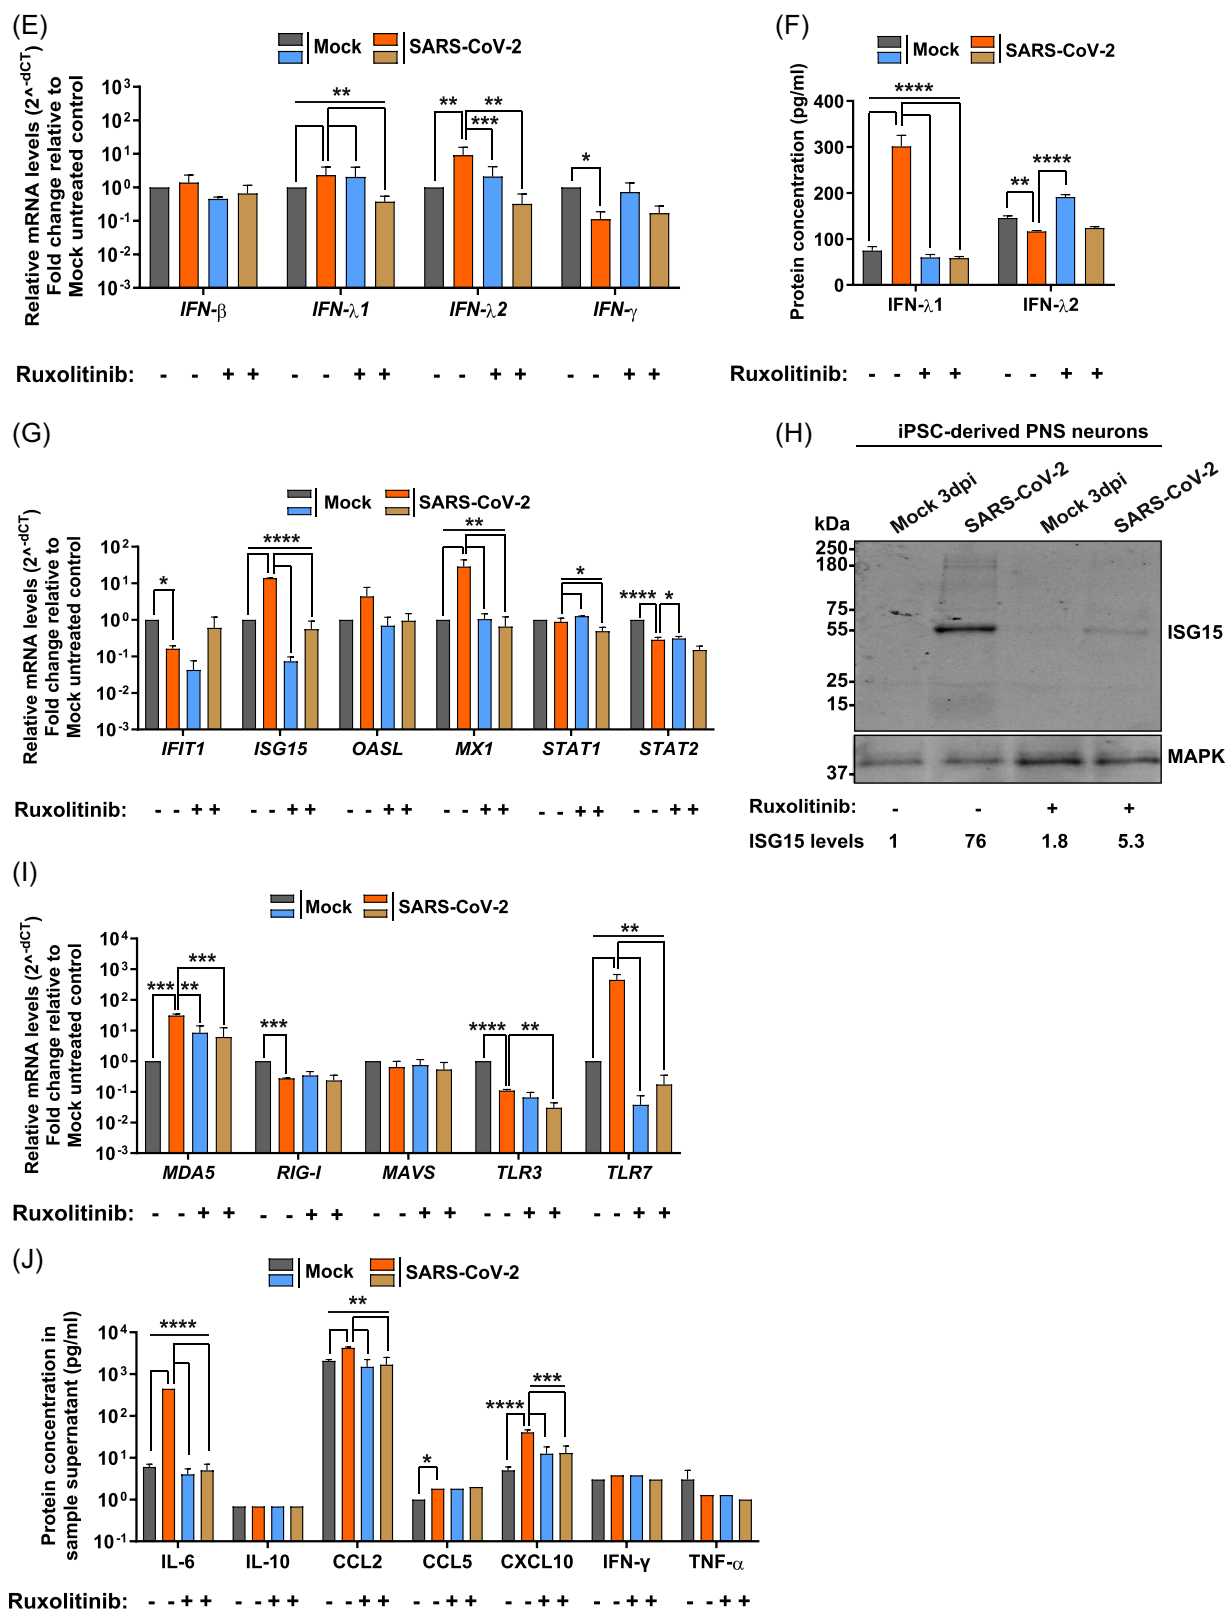 (E)
Mock SARS-CoV-2
Relative mRNA levels (2^-dCT)
Fold change relative to
Mock untreated control
10³
10²
10¹
10⁰
10⁻¹
10⁻²
10⁻³
** ** ** *** *
IFN-β IFN-λ1 IFN-λ2 IFN-γ
Ruxolitinib: - - + + - - + + - - + + - - + +
(F)
Mock SARS-CoV-2
Protein concentration (pg/ml)
400
300
200
100
0
**** ** ****
IFN-λ1 IFN-λ2
Ruxolitinib: - - + + - - + +
(G)
Mock SARS-CoV-2
Relative mRNA levels (2^-dCT)
Fold change relative to
Mock untreated control
10²
10¹
10⁰
10⁻¹
10⁻²
10⁻³
* **** ** * **** *
IFIT1 ISG15 OASL MX1 STAT1 STAT2
Ruxolitinib: - - + + - - + + - - + + - - + + - - + + - - + +
(H)
iPSC-derived PNS neurons
Mock 3dpi SARS-CoV-2 Mock 3dpi SARS-CoV-2
kDa
250
180
75
55
25
15
ISG15
37
MAPK
Ruxolitinib: - - + +
ISG15 levels 1 76 1.8 5.3
(I)
Mock SARS-CoV-2
Relative mRNA levels (2^-dCT)
Fold change relative to
Mock untreated control
10⁴
10³
10²
10¹
10⁰
10⁻¹
10⁻²
10⁻³
*** ** *** *** **** ** **
MDA5 RIG-I MAVS TLR3 TLR7
Ruxolitinib: - - + + - - + + - - + + - - + + - - + +
(J)
Mock SARS-CoV-2
Protein concentration in
sample supernatant (pg/ml)
10⁴
10³
10²
10¹
10⁰
10⁻¹
**** ** * **** ***
IL-6 IL-10 CCL2 CCL5 CXCL10 IFN-γ TNF-α
Ruxolitinib: - - + + - - + + - - + + - - + + - - + + - - + + - - + +